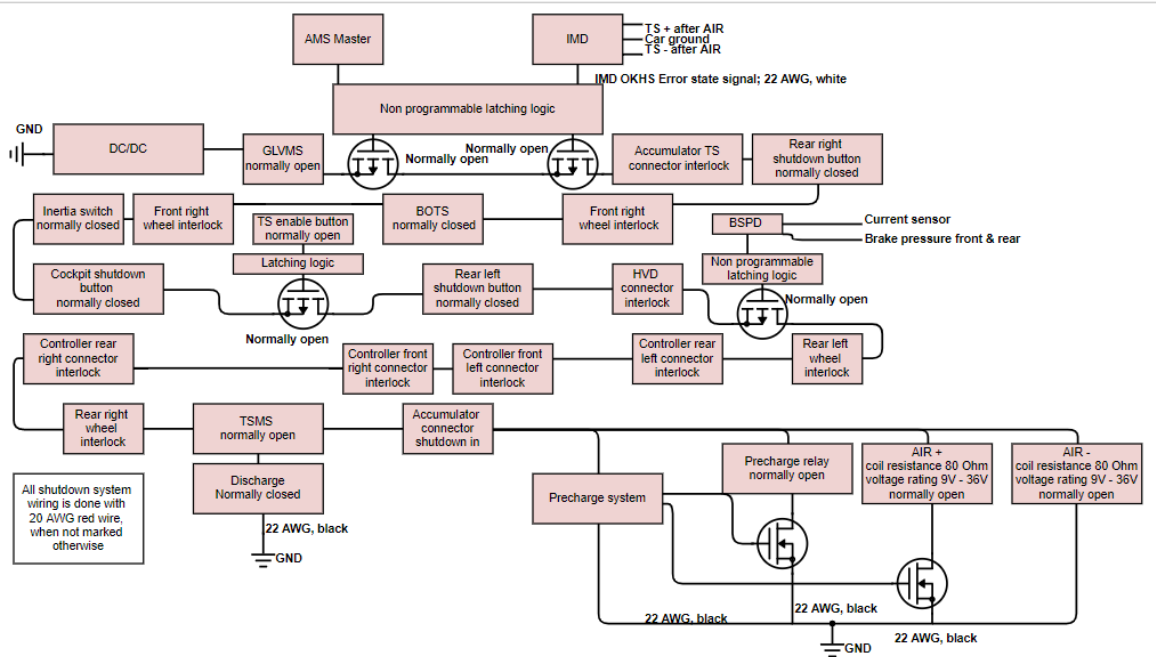 AMS Master
IMD
TS + after AIR
Car ground
TS - after AIR
IMD OKHS Error state signal; 22 AWG, white
Non programmable latching logic
GND
DC/DC
GLVMS
normally open
Normally open
Normally open
Accumulator TS
connector interlock
Rear right
shutdown button
normally closed
Inertia switch
normally closed
Front right
wheel interlock
TS enable button
normally open
BOTS
normally closed
Front right
wheel interlock
BSPD
Current sensor
Brake pressure front & rear
Latching logic
Non programmable
latching logic
Cockpit shutdown
button
normally closed
Normally open
Rear left
shutdown button
normally closed
HVD
connector
interlock
Normally open
Controller rear
right connector
interlock
Controller front
right connector
interlock
Controller front
left connector
interlock
Controller rear
left connector
interlock
Rear left
wheel
interlock
Rear right
wheel
interlock
TSMS
normally open
Accumulator
connector
shutdown in
Discharge
Normally closed
22 AWG, black
GND
All shutdown system
wiring is done with
20 AWG red wire,
when not marked
otherwise
Precharge system
Precharge relay
normally open
AIR +
coil resistance 80 Ohm
voltage rating 9V - 36V
normally open
AIR -
coil resistance 80 Ohm
voltage rating 9V - 36V
normally open
22 AWG, black
22 AWG, black
22 AWG, black
GND